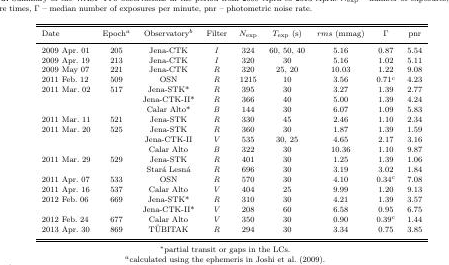 re times, Γ – median number of exposures per minute, pnr – photometric noise rate.
Date Epochᵃ Observatoryᵇ Filter Nexp Texp (s) rms (mmag) Γ pnr
2009 Apr. 01 205 Jena-CTK I 324 60, 50, 40 5.16 0.87 5.54
2009 Apr. 19 213 Jena-CTK I 320 30 5.16 1.02 5.11
2009 May 07 221 Jena-CTK R 320 25, 20 10.03 1.22 9.08
2011 Feb. 12 509 OSN R 1215 10 3.56 0.71ᶜ 4.23
2011 Mar. 02 517 Jena-STK* R 395 30 3.27 1.39 2.77
Jena-CTK-II* R 366 40 5.00 1.39 4.24
Calar Alto* B 144 30 6.07 1.09 5.83
2011 Mar. 11 521 Jena-STK R 330 45 2.46 1.10 2.34
2011 Mar. 20 525 Jena-STK R 360 30 1.87 1.39 1.59
Jena-CTK-II V 535 30, 25 4.65 2.17 3.16
Calar Alto B 322 30 10.36 1.10 9.87
2011 Mar. 29 529 Jena-STK R 401 30 1.25 1.39 1.06
Stará Lesná R 696 30 3.19 3.02 1.84
2011 Apr. 07 533 OSN R 570 30 4.10 0.34ᶜ 7.08
2011 Apr. 16 537 Calar Alto V 404 25 9.99 1.20 9.13
2012 Feb. 06 669 Jena-STK* R 310 30 4.21 1.39 3.57
Jena-CTK-II* V 208 60 6.58 0.95 6.75
2012 Feb. 24 677 Calar Alto V 350 30 0.90 0.39ᶜ 1.44
2013 Apr. 30 869 TÜBITAK R 294 30 3.34 0.75 3.85
*partial transit or gaps in the LCs.
ᵃcalculated using the ephemeris in Joshi et al. (2009).